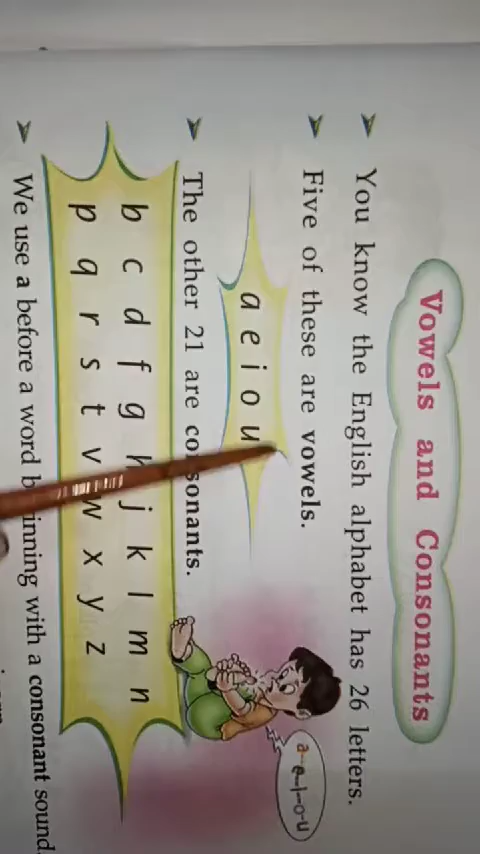 Vowels and Consonants
➤ You know the English alphabet has 26 letters.
➤ Five of these are vowels.
a e i o u
a-e-I-o-u
➤ The other 21 are consonants.
b c d f g h j k l m n
p q r s t v w x y z
➤ We use a before a word beginning with a consonant sound.